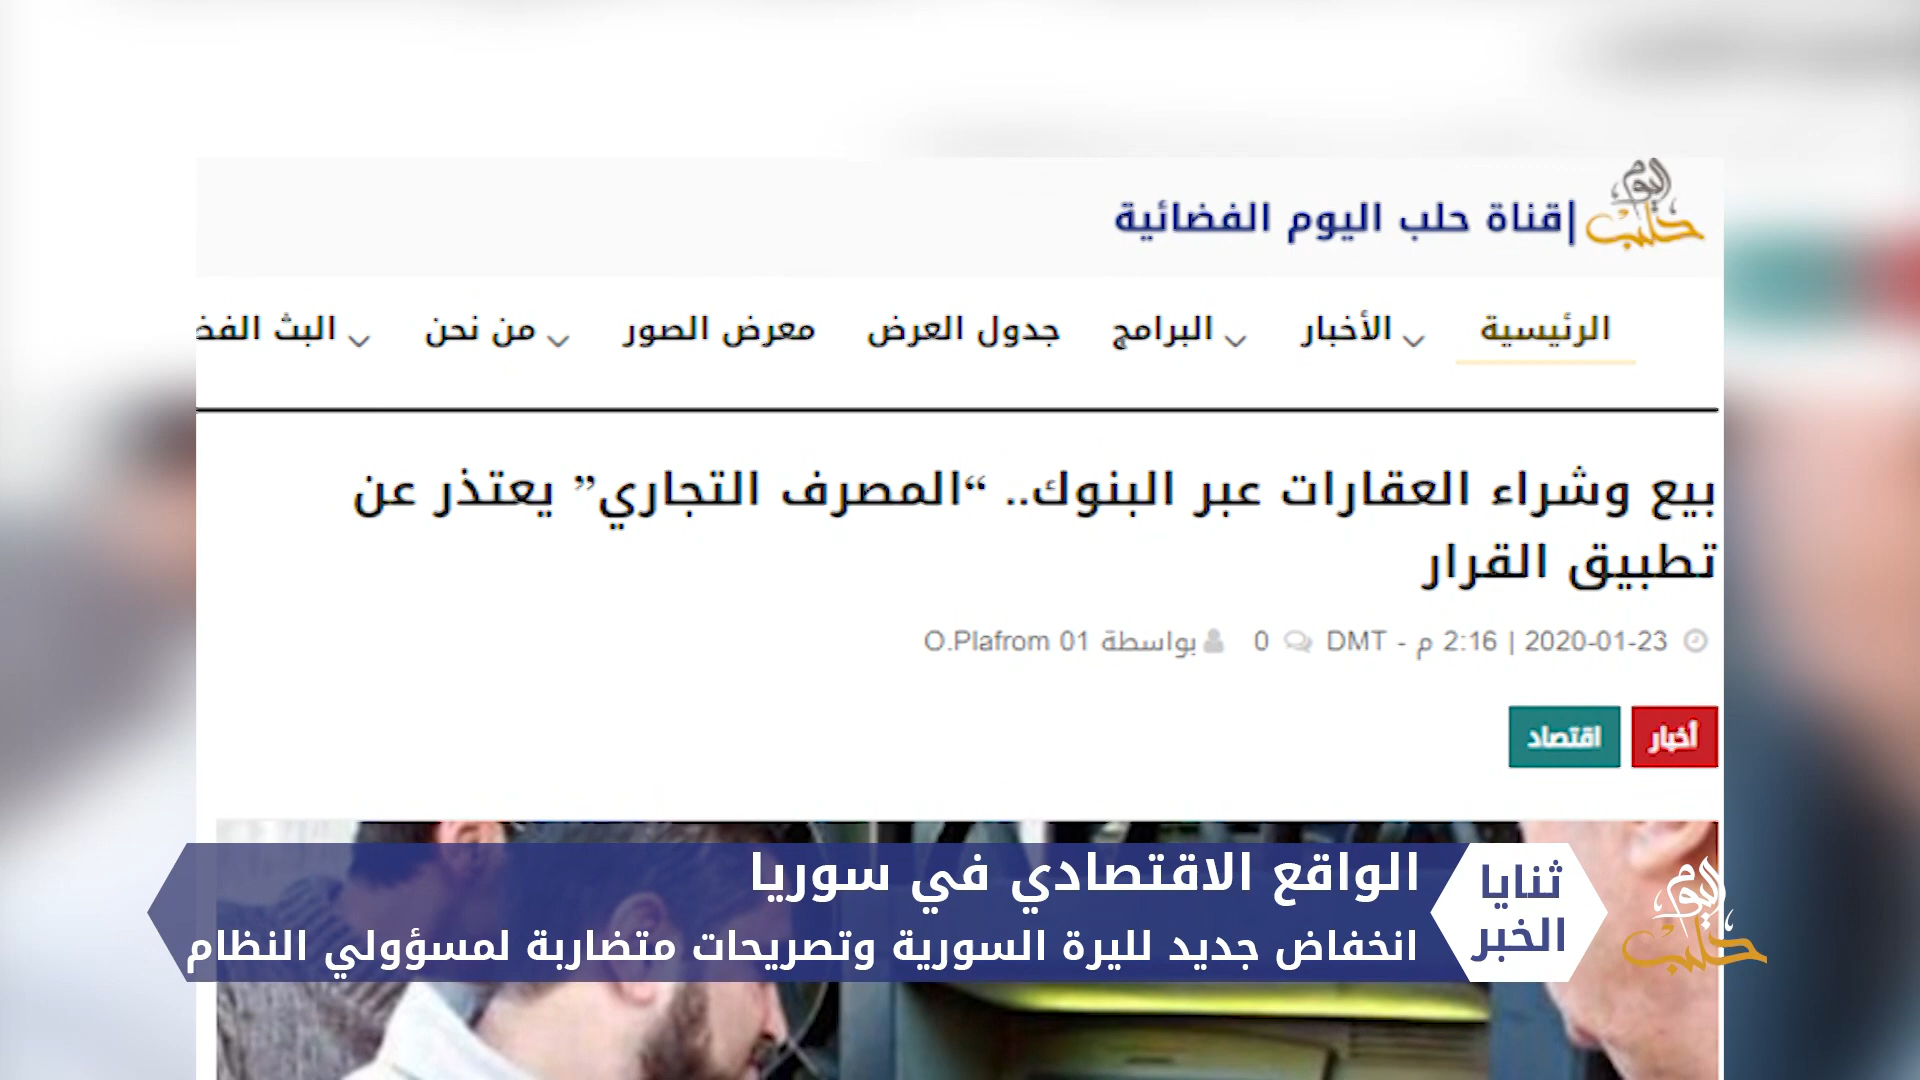 اليوم
حلب
|قناة حلب اليوم الفضائية
الرئيسية الأخبار البرامج جدول العرض معرض الصور من نحن البث الفض
بيع وشراء العقارات عبر البنوك.. “المصرف التجاري” يعتذر عن
تطبيق القرار
2020-01-23 | 2:16 م - DMT 0 بواسطة O.Plafrom 01
أخبار اقتصاد
ثنايا
الخبر
الواقع الاقتصادي في سوريا
انخفاض جديد لليرة السورية وتصريحات متضاربة لمسؤولي النظام
اليوم
حلب